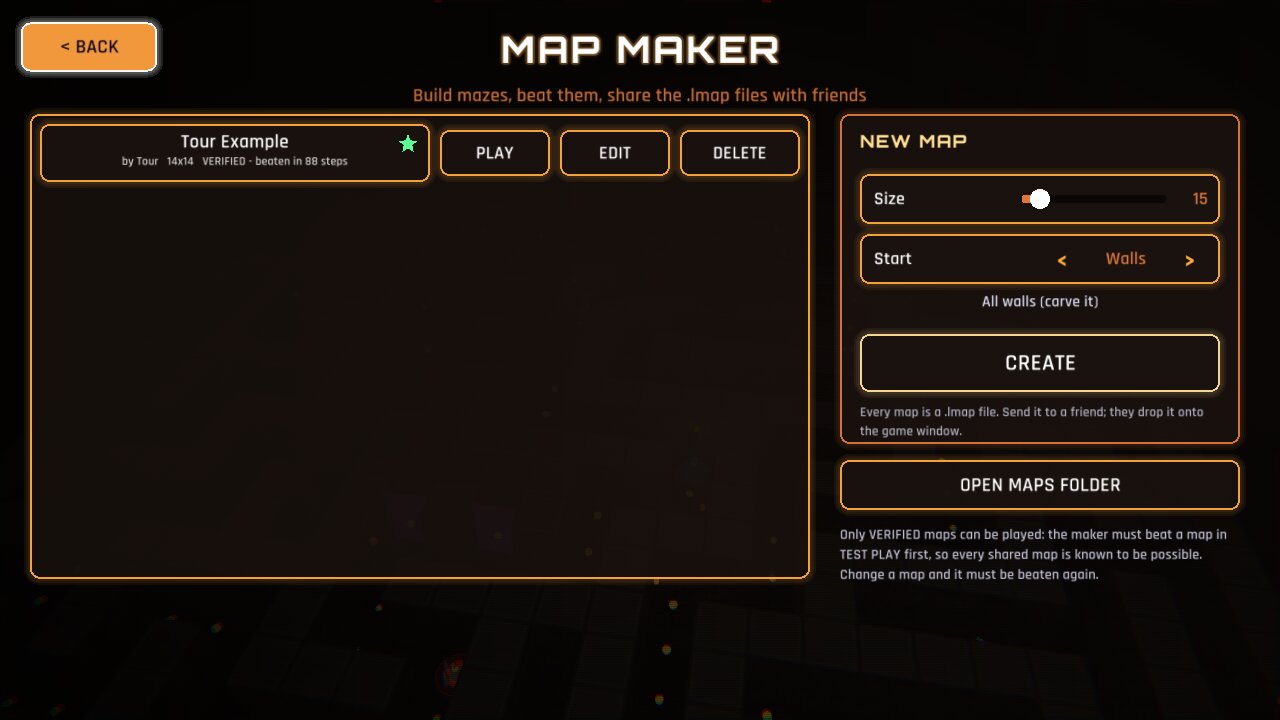 < BACK
MAP MAKER
Build mazes, beat them, share the .lmap files with friends
Tour Example
by Tour 14x14 VERIFIED - beaten in 88 steps
PLAY
EDIT
DELETE
NEW MAP
Size 15
Start < Walls >
All walls (carve it)
CREATE
Every map is a .lmap file. Send it to a friend; they drop it onto
the game window.
OPEN MAPS FOLDER
Only VERIFIED maps can be played: the maker must beat a map in
TEST PLAY first, so every shared map is known to be possible.
Change a map and it must be beaten again.